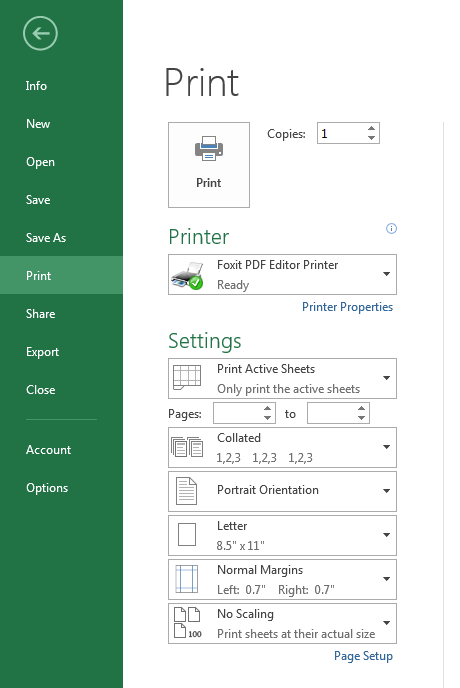 Info
New
Open
Save
Save As
Print
Share
Export
Close
Account
Options
Print
Print
Copies: 1
Printer
Foxit PDF Editor Printer
Ready
Printer Properties
Settings
Print Active Sheets
Only print the active sheets
Pages: to
Collated
1,2,3 1,2,3 1,2,3
Portrait Orientation
Letter
8.5" x 11"
Normal Margins
Left: 0.7" Right: 0.7"
No Scaling
100 Print sheets at their actual size
Page Setup